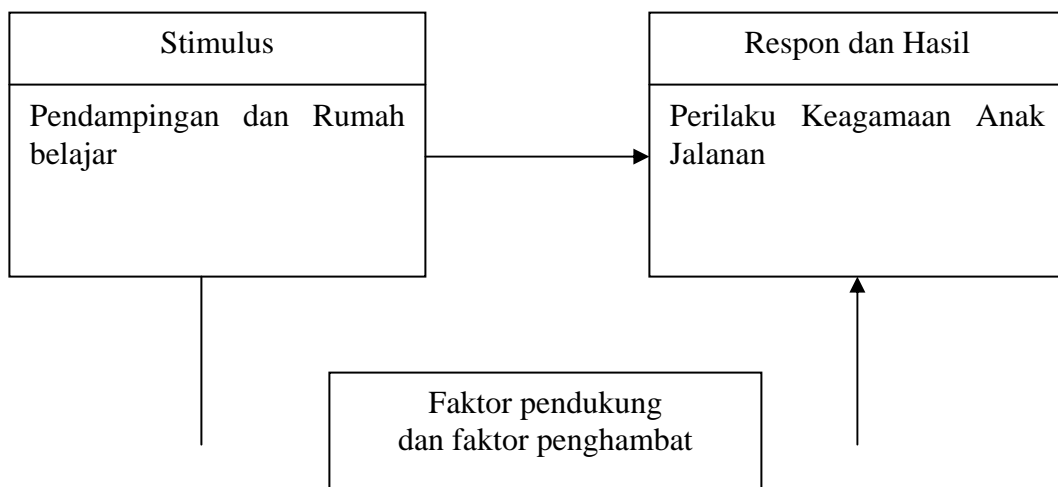 Stimulus
Pendampingan dan Rumah
belajar
Respon dan Hasil
Perilaku Keagamaan Anak
Jalanan
Faktor pendukung
dan faktor penghambat